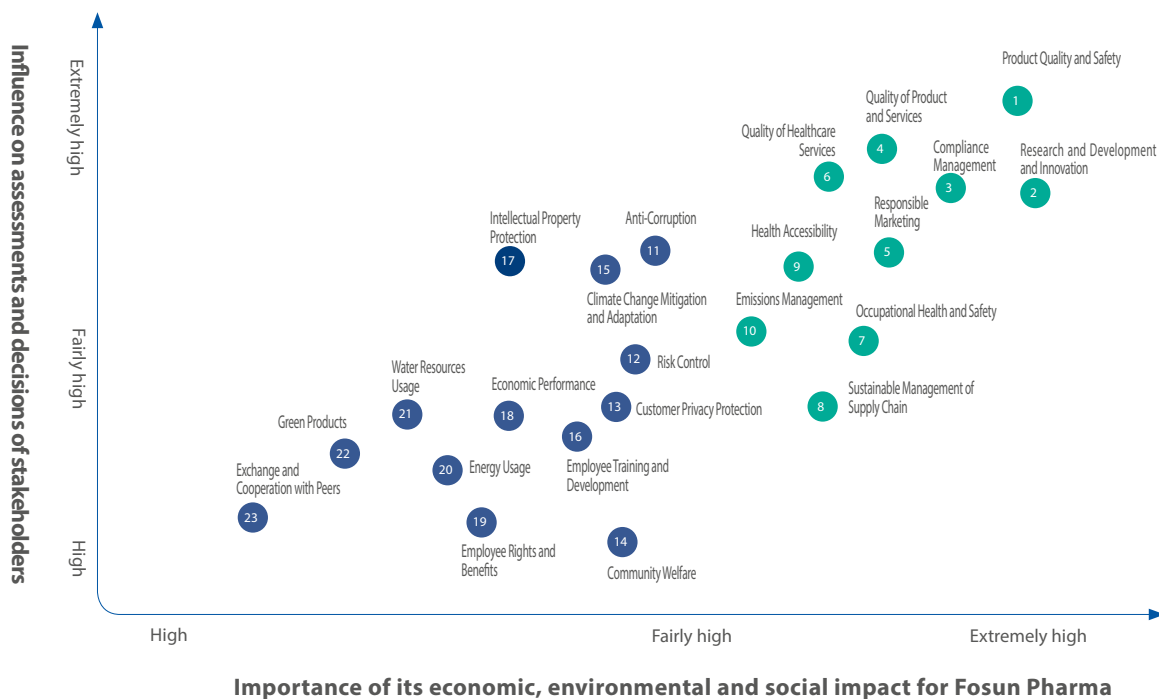 Influence on assessments and decisions of stakeholders
Extremely high
Fairly high
High
Product Quality and Safety
1
Quality of Product
and Services
4
Quality of Healthcare
Services
6
Compliance
Management
3
Research and Development
and Innovation
2
Responsible
Marketing
5
Intellectual Property
Protection
17
Anti-Corruption
11
Health Accessibility
9
15
Climate Change Mitigation
and Adaptation
Emissions Management
10
Occupational Health and Safety
7
12
Risk Control
Water Resources
Usage
21
Economic Performance
18
13
Customer Privacy Protection
8
Sustainable Management of
Supply Chain
Green Products
22
16
Employee Training and
Development
20
Energy Usage
Exchange and
Cooperation with Peers
23
19
Employee Rights and
Benefits
14
Community Welfare
High
Fairly high
Extremely high
Importance of its economic, environmental and social impact for Fosun Pharma